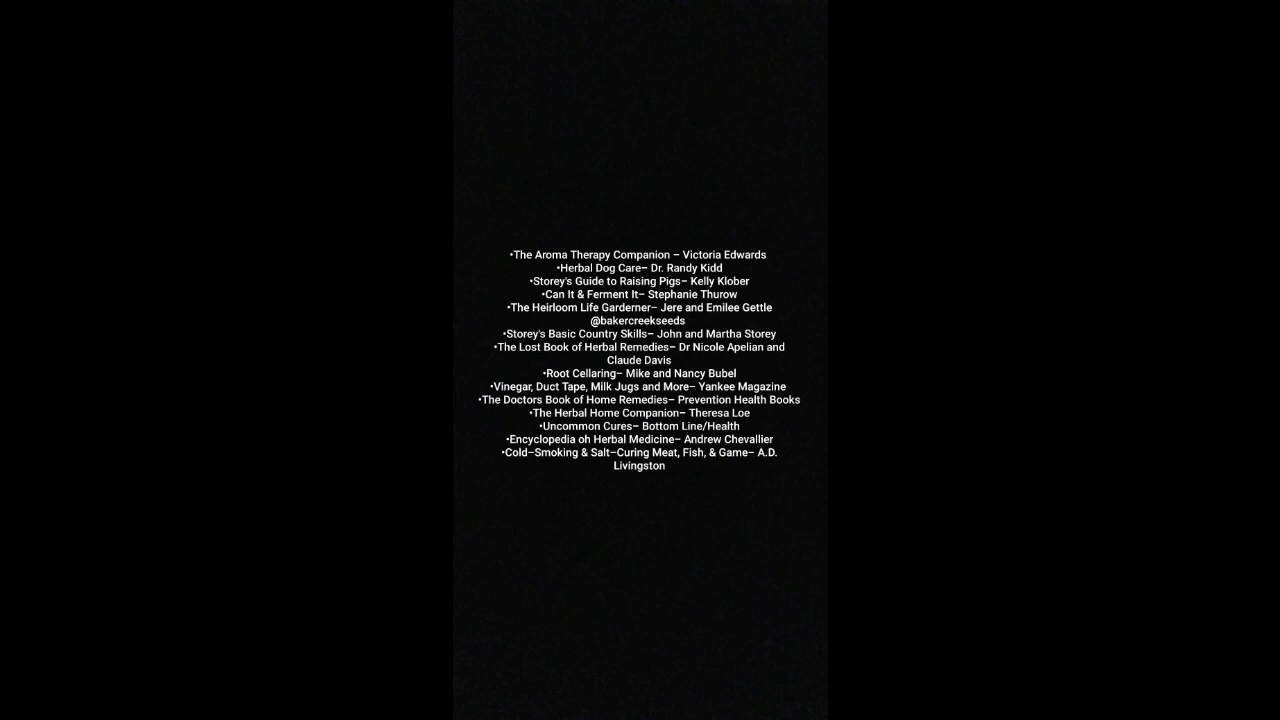 •The Aroma Therapy Companion – Victoria Edwards
•Herbal Dog Care– Dr. Randy Kidd
•Storey's Guide to Raising Pigs– Kelly Klober
•Can It & Ferment It– Stephanie Thurow
•The Heirloom Life Garderner– Jere and Emilee Gettle
@bakercreekseeds
•Storey's Basic Country Skills– John and Martha Storey
•The Lost Book of Herbal Remedies– Dr Nicole Apelian and
Claude Davis
•Root Cellaring– Mike and Nancy Bubel
•Vinegar, Duct Tape, Milk Jugs and More– Yankee Magazine
•The Doctors Book of Home Remedies– Prevention Health Books
•The Herbal Home Companion– Theresa Loe
•Uncommon Cures– Bottom Line/Health
•Encyclopedia oh Herbal Medicine– Andrew Chevallier
•Cold–Smoking & Salt–Curing Meat, Fish, & Game– A.D.
Livingston